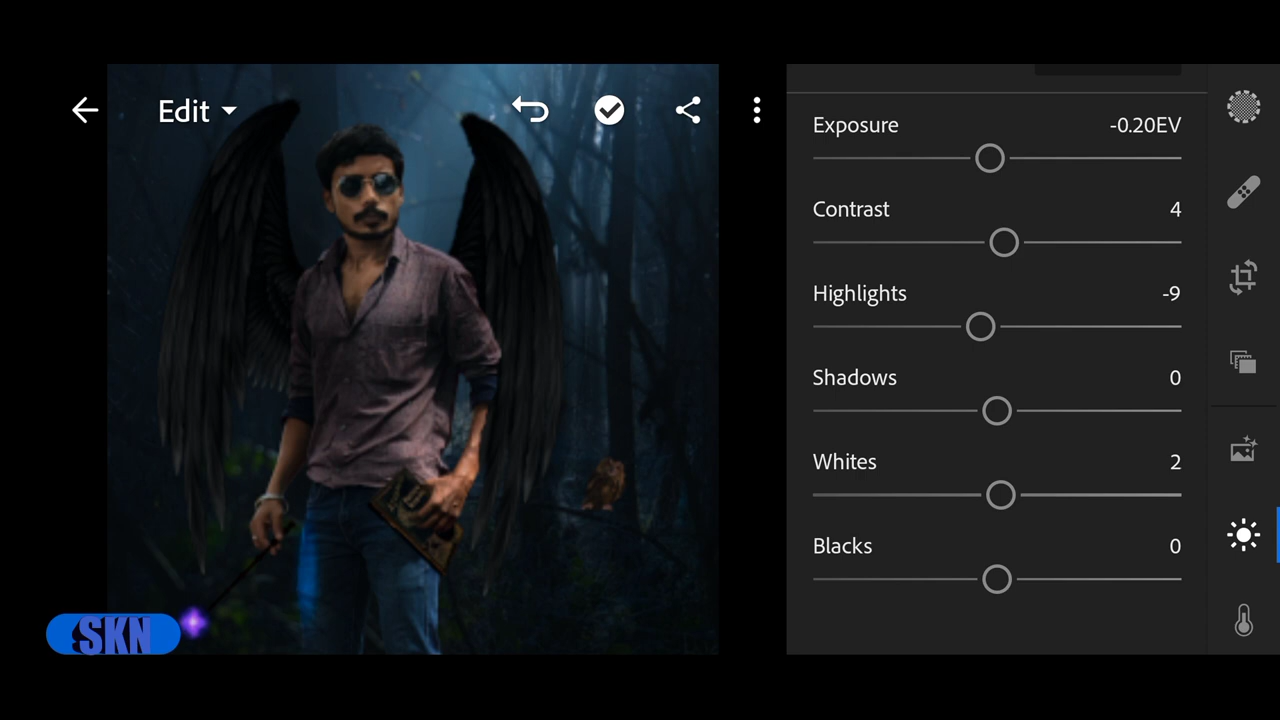 Edit
Exposure -0.20EV
Contrast 4
Highlights -9
Shadows 0
Whites 2
Blacks 0
SKN